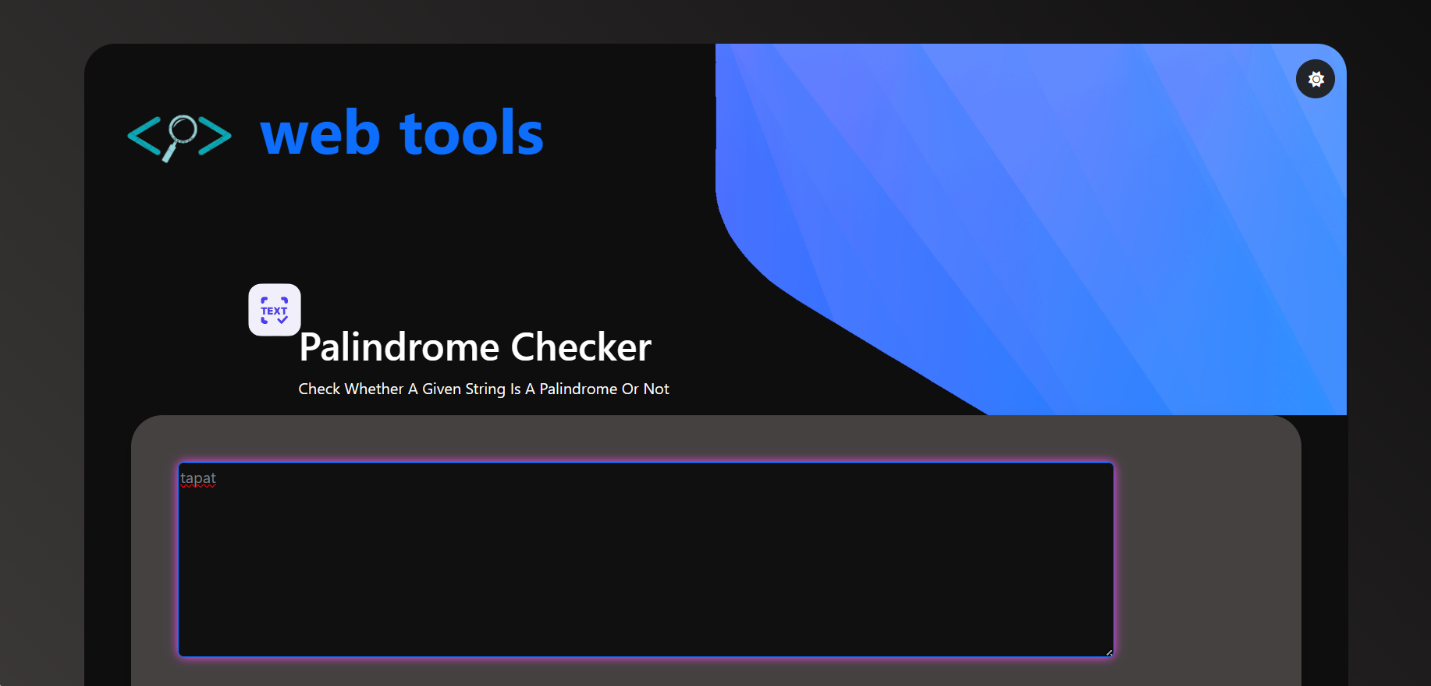 <> web tools
TEXT
Palindrome Checker
Check Whether A Given String Is A Palindrome Or Not
tapat